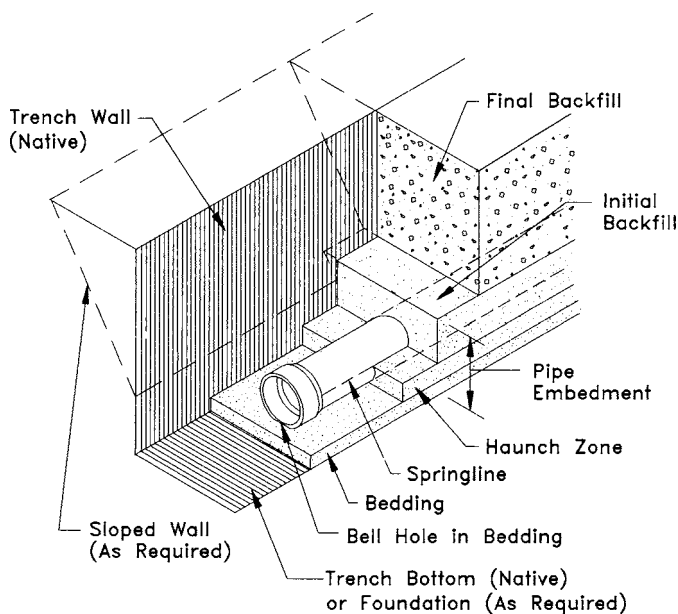 Trench Wall
(Native)
Final Backfill
Initial
Backfill
Pipe
Embedment
Haunch Zone
Springline
Bedding
Bell Hole in Bedding
Sloped Wall
(As Required)
Trench Bottom (Native)
or Foundation (As Required)